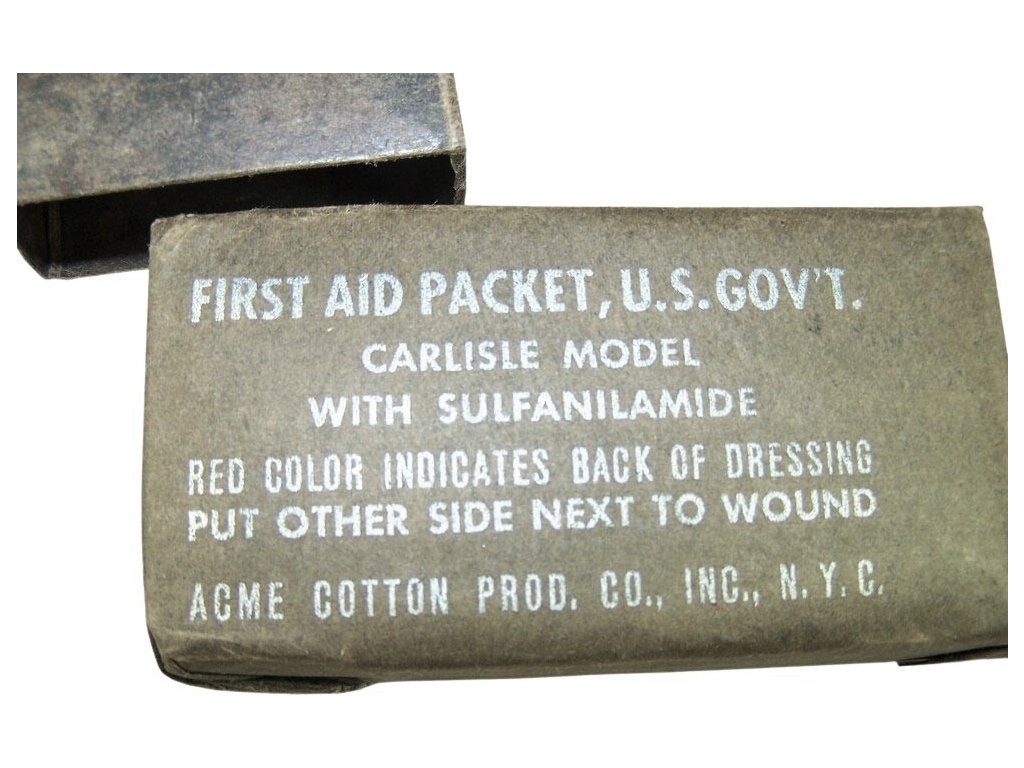 FIRST AID PACKET, U.S. GOV'T.
CARLISLE MODEL
WITH SULFANILAMIDE
RED COLOR INDICATES BACK OF DRESSING
PUT OTHER SIDE NEXT TO WOUND
ACME COTTON PROD. CO., INC., N.Y.C.